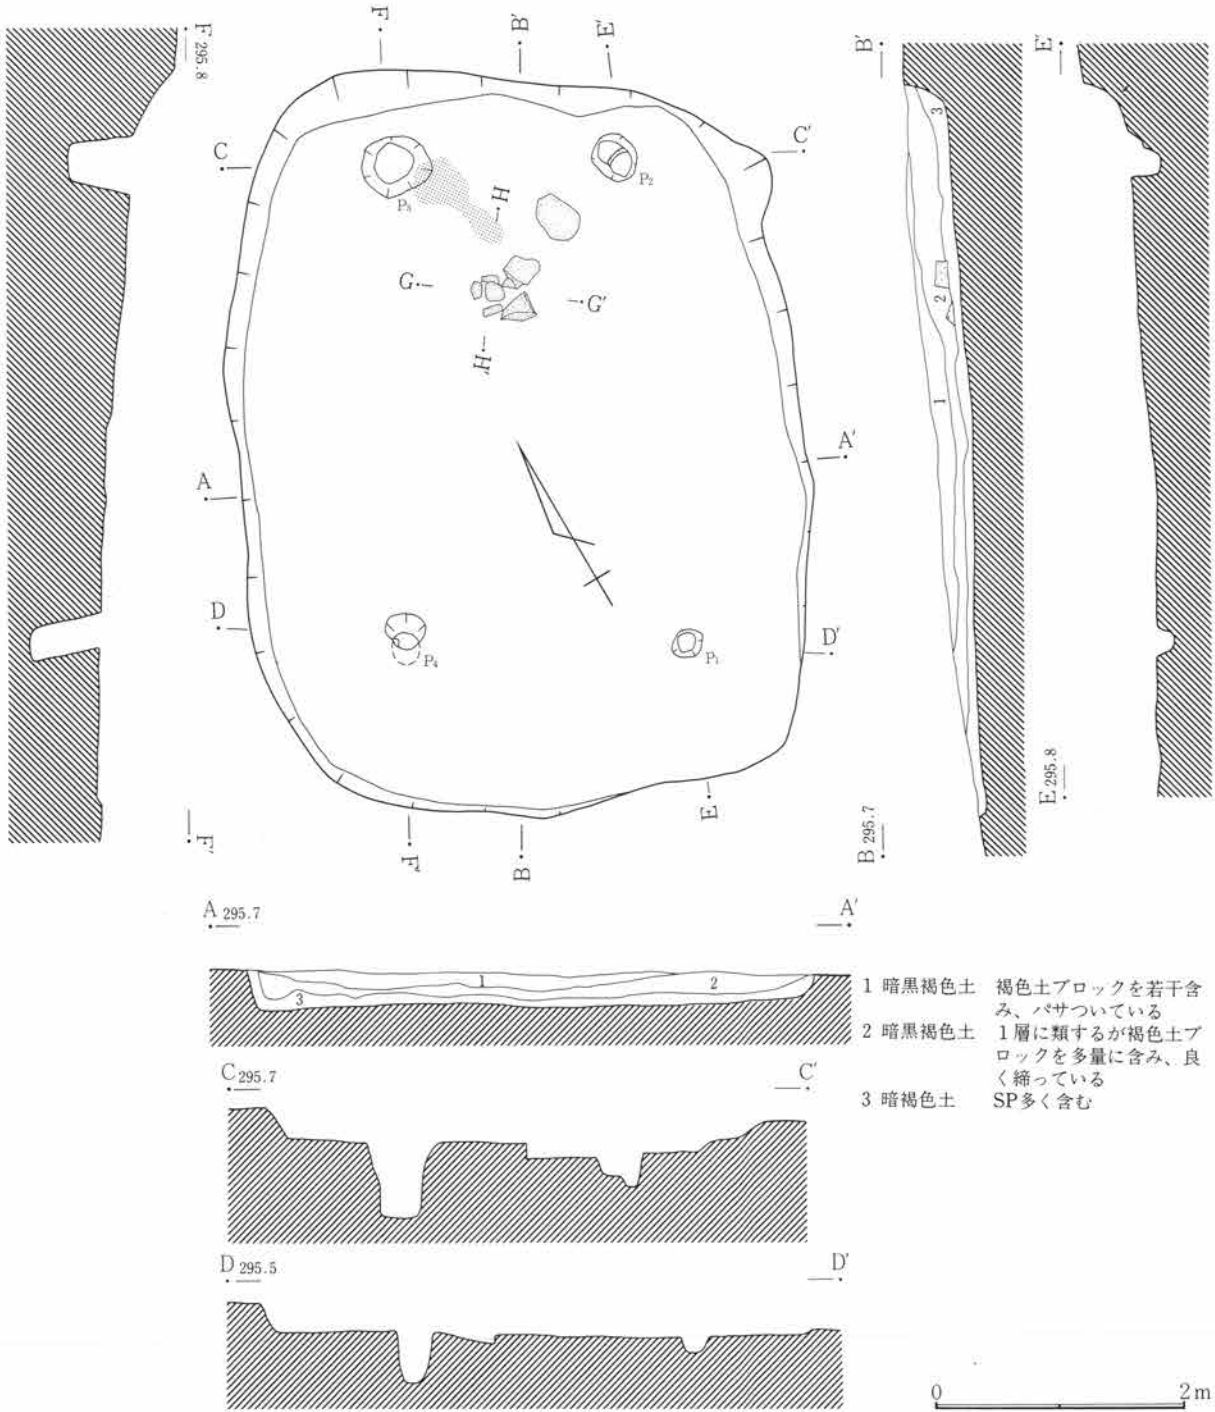 F 295.8
F'
F
B'
E'
C
C'
P3
P2
H
G
G'
H'
A
A'
D
D'
P4
P1
E
B
B'
B 295.7
E'
E 295.8
1
2
3
A 295.7
A'
1
2
3
C 295.7
C'
D 295.5
D'
1 暗黒褐色土 褐色土ブロックを若干含
み、パサついている
2 暗黒褐色土 1層に類するが褐色土ブ
ロックを多量に含み、良
く締っている
3 暗褐色土 SP多く含む
0 2m